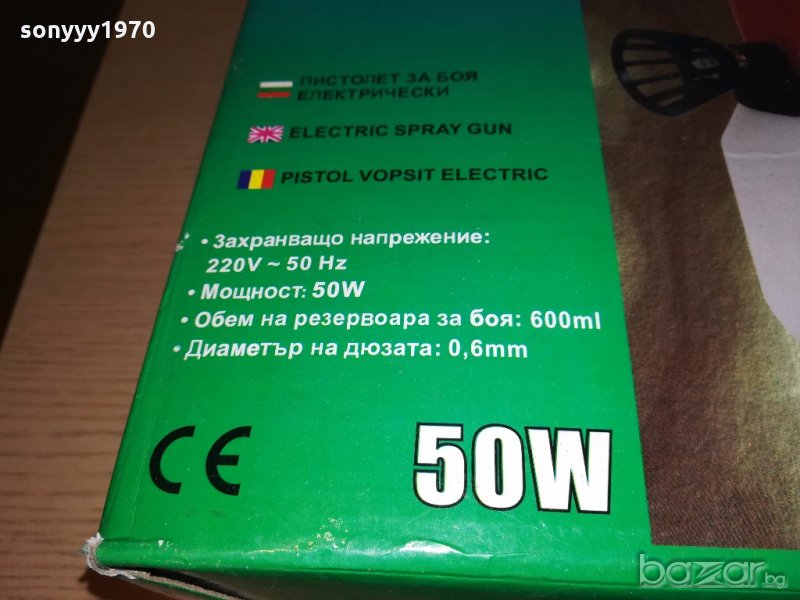 sonyyy1970
ПИСТОЛЕТ ЗА БОЯ
ЕЛЕКТРИЧЕСКИ
ELECTRIC SPRAY GUN
PISTOL VOPSIT ELECTRIC
• Захранващо напрежение:
220V ~ 50 Hz
• Мощност: 50W
• Обем на резервоара за боя: 600ml
• Диаметър на дюзата: 0,6mm
CE
50W
bazar.bg